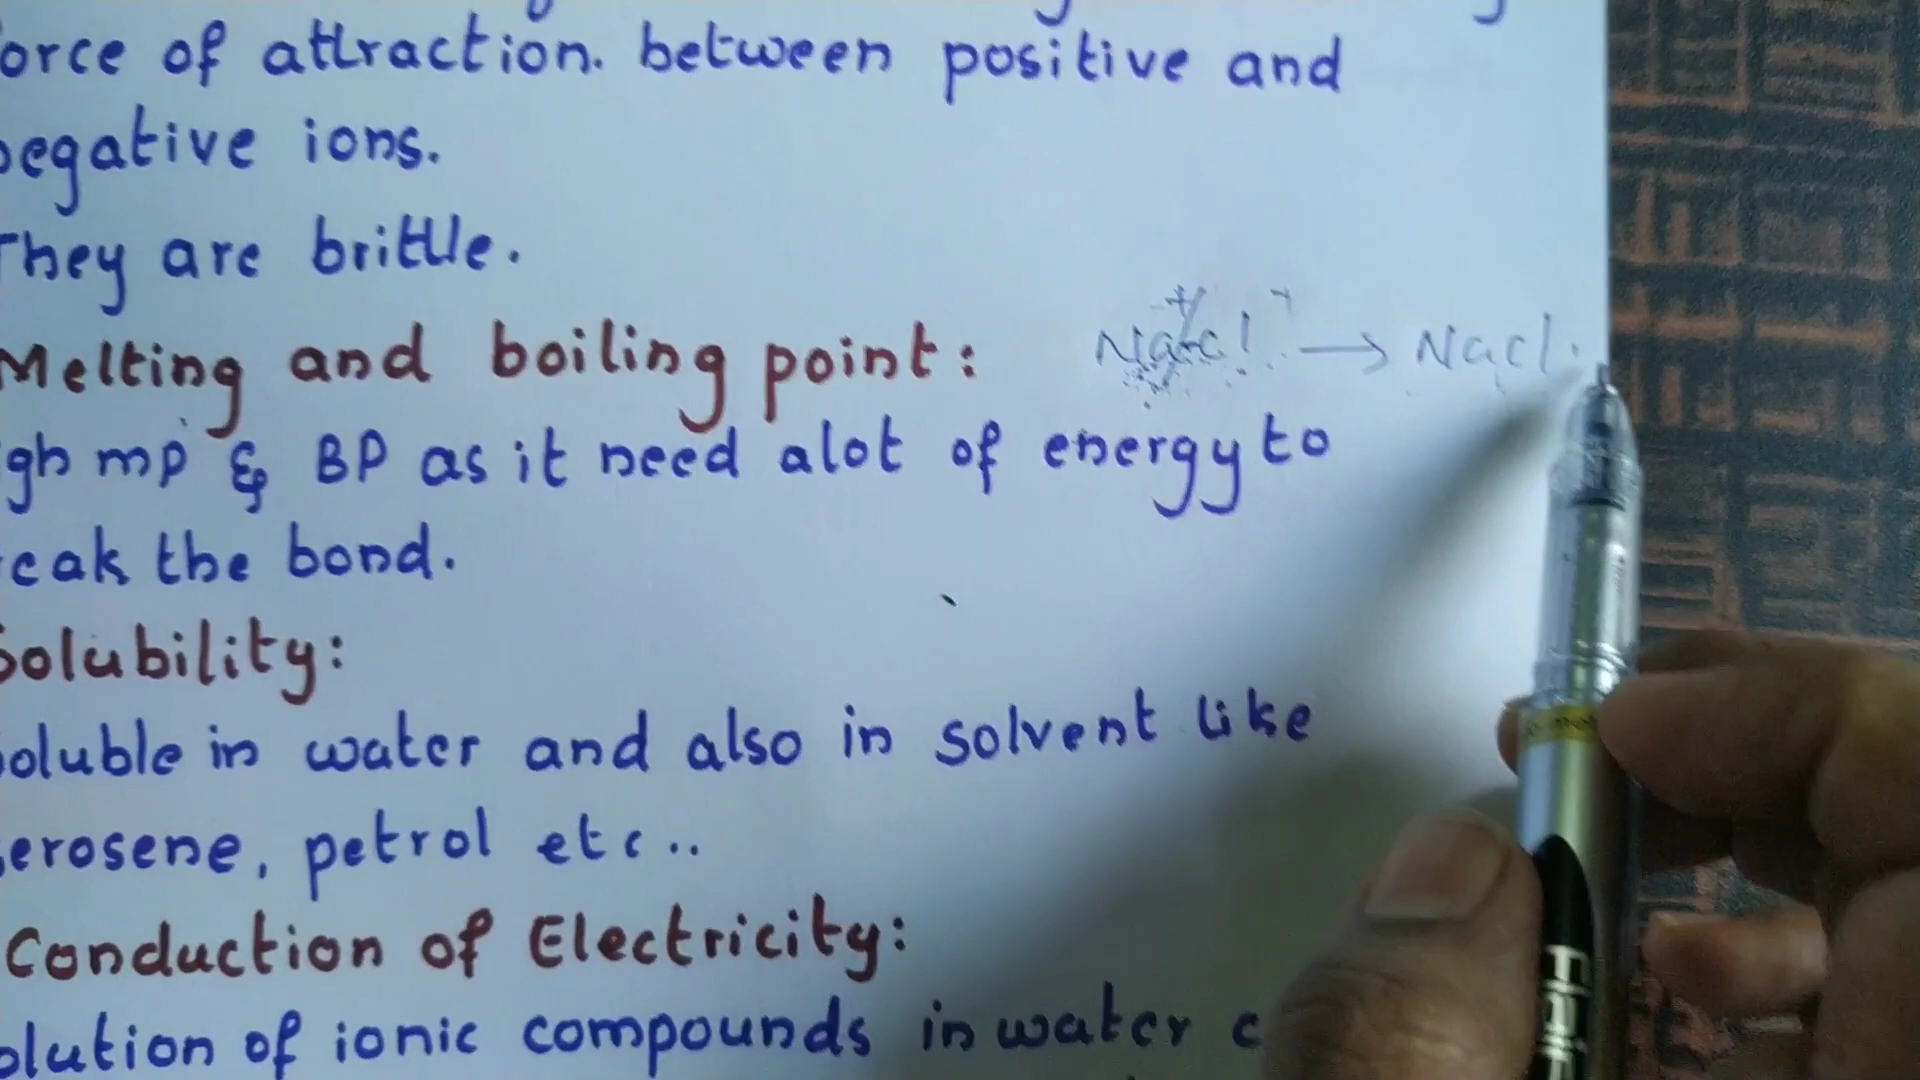 orce of attraction. between positive and
negative ions.
They are brittle.
Melting and boiling point:
→ Nacl.
gh mp & BP as it need alot of energy to
eak the bond.
Solubility:
oluble in water and also in solvent like
erosene, petrol etc..
Conduction of Electricity:
olution of ionic compounds in water c